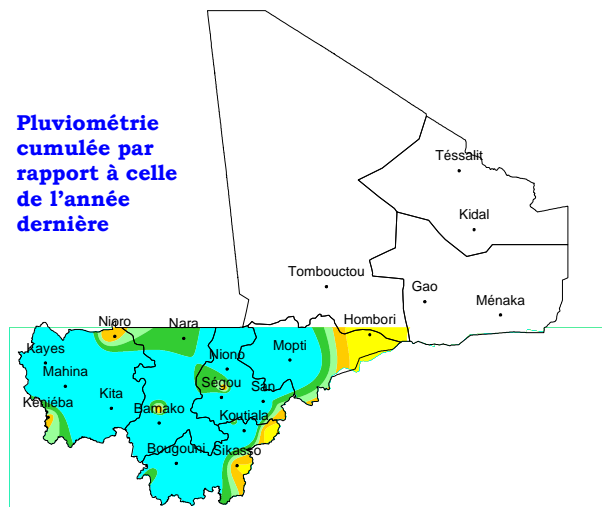 Pluviométrie
cumulée par
rapport à celle
de l'année
dernière
Téssalit
Kidal
Tombouctou
Gao
Ménaka
Hombori
Nioro
Nara
Kayes
Niono
Mopti
Mahina
Ségou
Kita
San
Kéniéba
Bamako
Koutiala
Bougouni
Sikasso